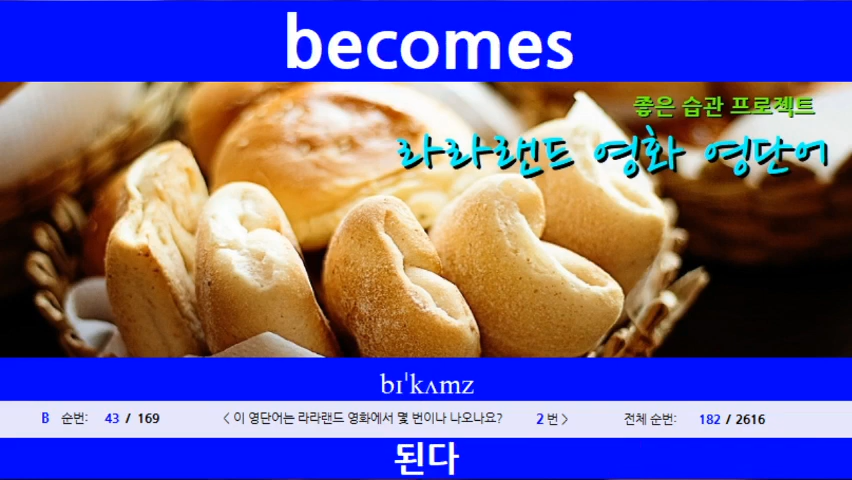 becomes
좋은 습관 프로젝트
라라랜드 영화 영단어
bɪˈkʌmz
B 순번: 43 / 169 < 이 영단어는 라라랜드 영화에서 몇 번이나 나오나요? 2 번 > 전체 순번: 182 / 2616
된다